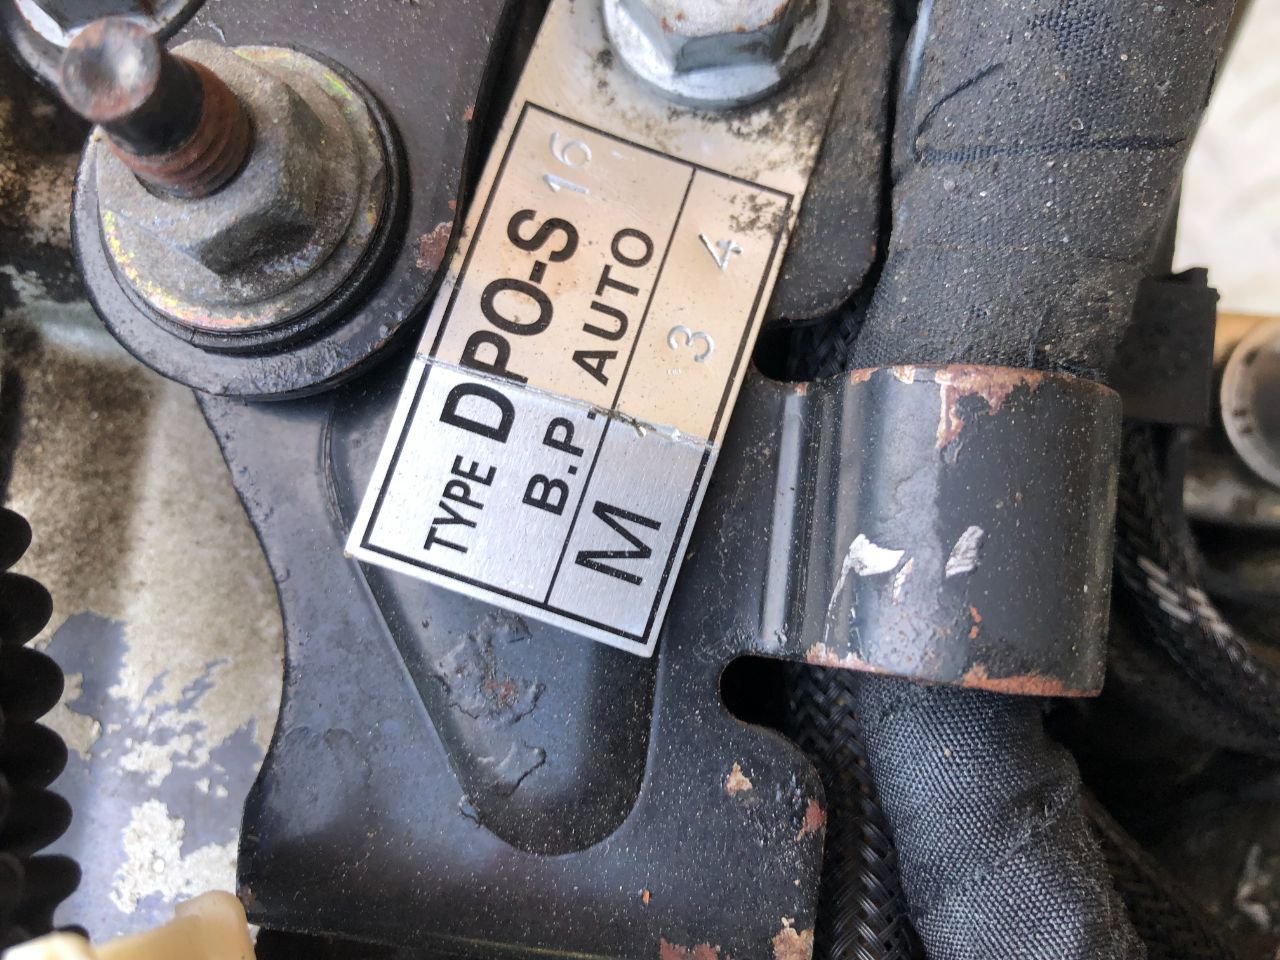 TYPE DPO-S 16
B.P. AUTO
M 3 4